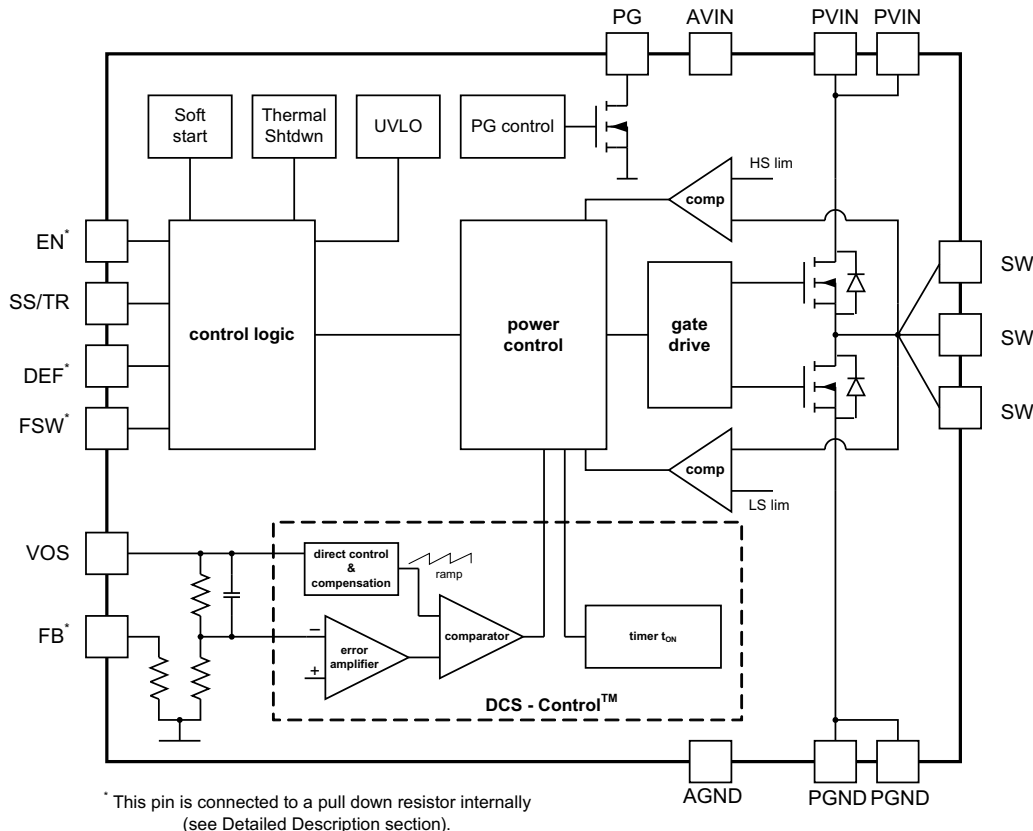 PG
AVIN
PVIN
PVIN
Soft
start
Thermal
Shtdwn
UVLO
PG control
HS lim
comp
EN*
SS/TR
DEF*
FSW*
control logic
power
control
gate
drive
SW
SW
SW
comp
LS lim
VOS
FB*
direct control
&
compensation
ramp
error
amplifier
−
+
comparator
timer tON
DCS - Control™
AGND
PGND
PGND
* This pin is connected to a pull down resistor internally
(see Detailed Description section).